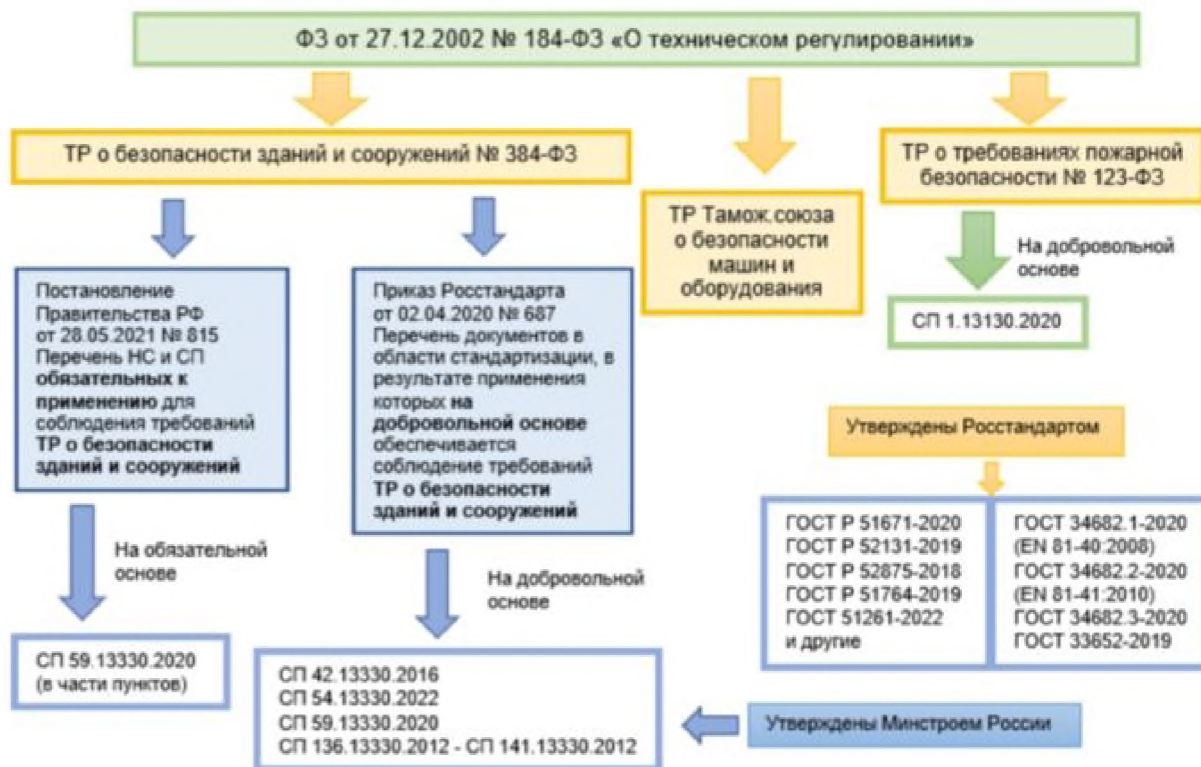 ФЗ от 27.12.2002 № 184-ФЗ «О техническом регулировании»
ТР о безопасности зданий и сооружений № 384-ФЗ
ТР Тамож.союза
о безопасности
машин и
оборудования
ТР о требованиях пожарной
безопасности № 123-ФЗ
На добровольной
основе
СП 1.13130.2020
Постановление
Правительства РФ
от 28.05.2021 № 815
Перечень НС и СП
обязательных к
применению для
соблюдения требований
ТР о безопасности
зданий и сооружений
Приказ Росстандарта
от 02.04.2020 № 687
Перечень документов в
области стандартизации, в
результате применения
которых на
добровольной основе
обеспечивается
соблюдение требований
ТР о безопасности
зданий и сооружений
На обязательной
основе
На добровольной
основе
СП 59.13330.2020
(в части пунктов)
СП 42.13330.2016
СП 54.13330.2022
СП 59.13330.2020
СП 136.13330.2012 - СП 141.13330.2012
Утверждены Росстандартом
ГОСТ Р 51671-2020
ГОСТ Р 52131-2019
ГОСТ Р 52875-2018
ГОСТ Р 51764-2019
ГОСТ 51261-2022
и другие
ГОСТ 34682.1-2020
(EN 81-40:2008)
ГОСТ 34682.2-2020
(EN 81-41:2010)
ГОСТ 34682.3-2020
ГОСТ 33652-2019
Утверждены Минстроем России